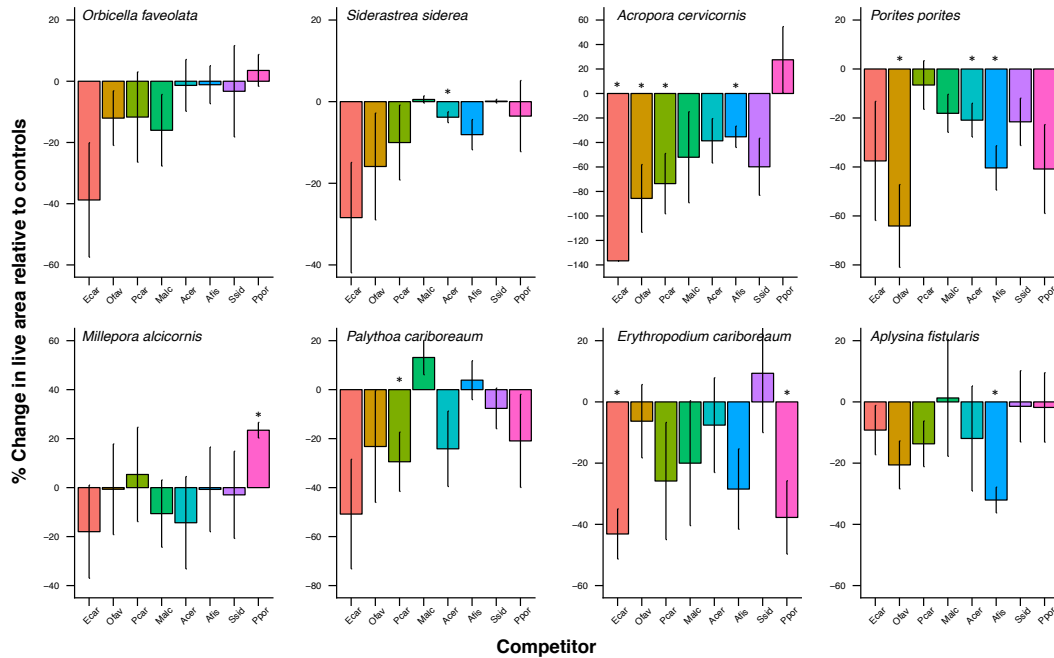 % Change in live area relative to controls
Orbicella faveolata
20
0
−20
−40
−60
Ecar Ofav Pcar Malc Acer Afis Ssid Ppor
Siderastrea siderea
20
0
−20
−40
*
Ecar Ofav Pcar Malc Acer Afis Ssid Ppor
Acropora cervicornis
60
40
20
0
−20
−40
−60
−80
−100
−120
−140
* * * *
Ecar Ofav Pcar Malc Acer Afis Ssid Ppor
Porites porites
20
0
−20
−40
−60
−80
* * *
Ecar Ofav Pcar Malc Acer Afis Ssid Ppor
Millepora alcicornis
60
40
20
0
−20
−40
*
Ecar Ofav Pcar Malc Acer Afis Ssid Ppor
Palythoa cariboreaum
20
0
−20
−40
−60
−80
*
Ecar Ofav Pcar Malc Acer Afis Ssid Ppor
Erythropodium cariboreaum
20
0
−20
−40
−60
* *
Ecar Ofav Pcar Malc Acer Afis Ssid Ppor
Aplysina fistularis
20
0
−20
−40
−60
*
Ecar Ofav Pcar Malc Acer Afis Ssid Ppor
Competitor